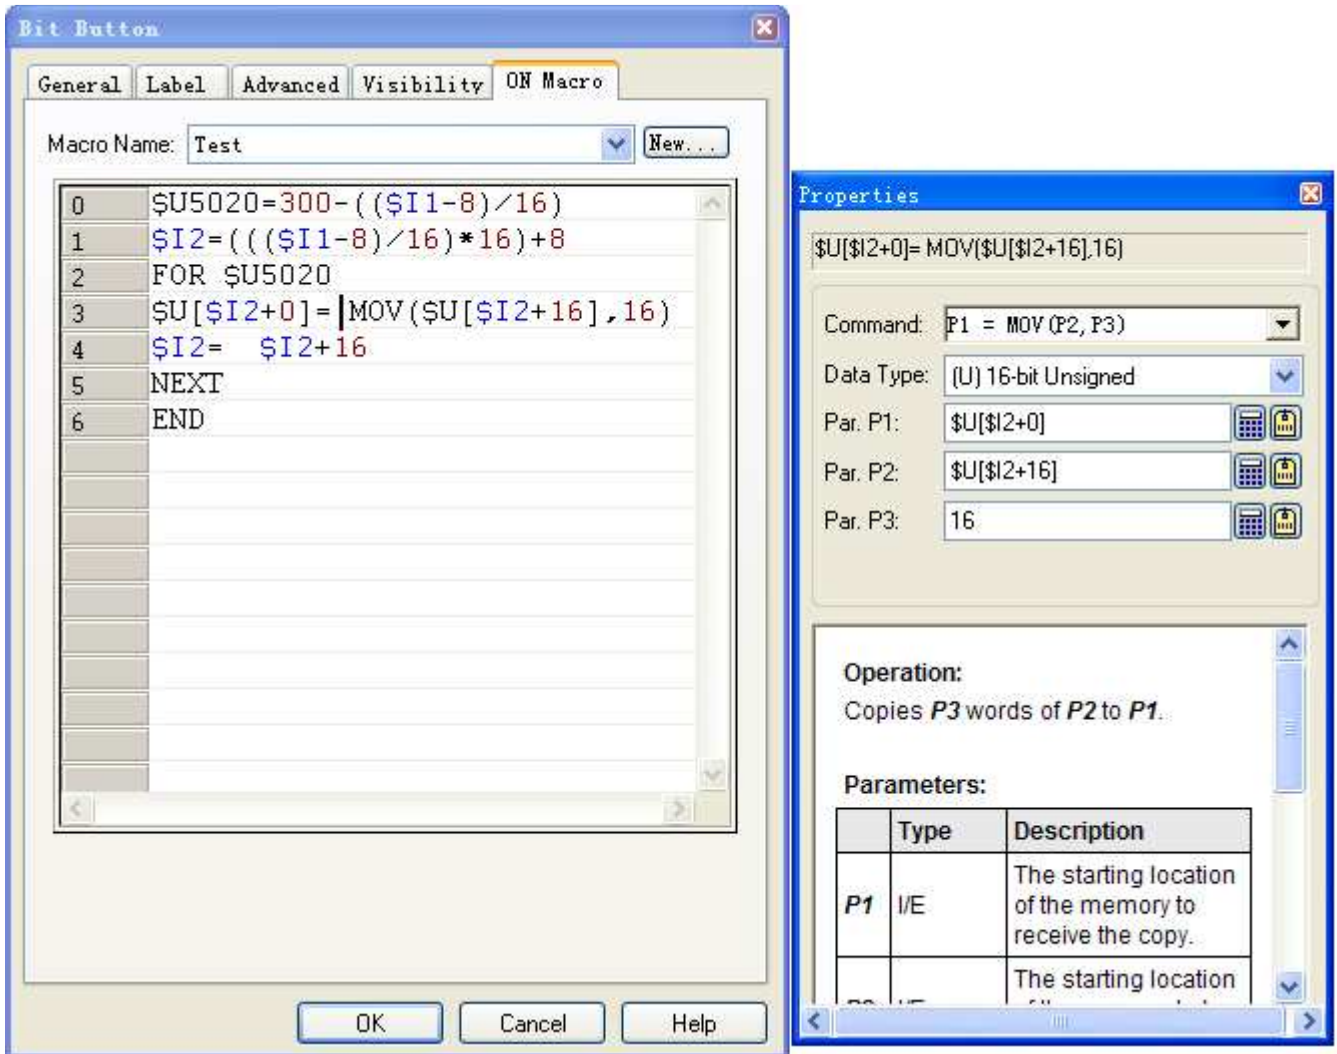 Bit Button
General Label Advanced Visibility ON Macro
Macro Name: Test New...
0 $U5020=300-(($I1-8)/16)
1 $I2=((($I1-8)/16)*16)+8
2 FOR $U5020
3 $U[$I2+0]= MOV($U[$I2+16],16)
4 $I2=  $I2+16
5 NEXT
6 END
OK Cancel Help
Properties
$U[$I2+0]= MOV($U[$I2+16],16)
Command: P1 = MOV(P2,P3)
Data Type: (U) 16-bit Unsigned
Par. P1: $U[$I2+0]
Par. P2: $U[$I2+16]
Par. P3: 16
Operation:
Copies P3 words of P2 to P1.
Parameters:
Type Description
P1 I/E The starting location
of the memory to
receive the copy.
The starting location